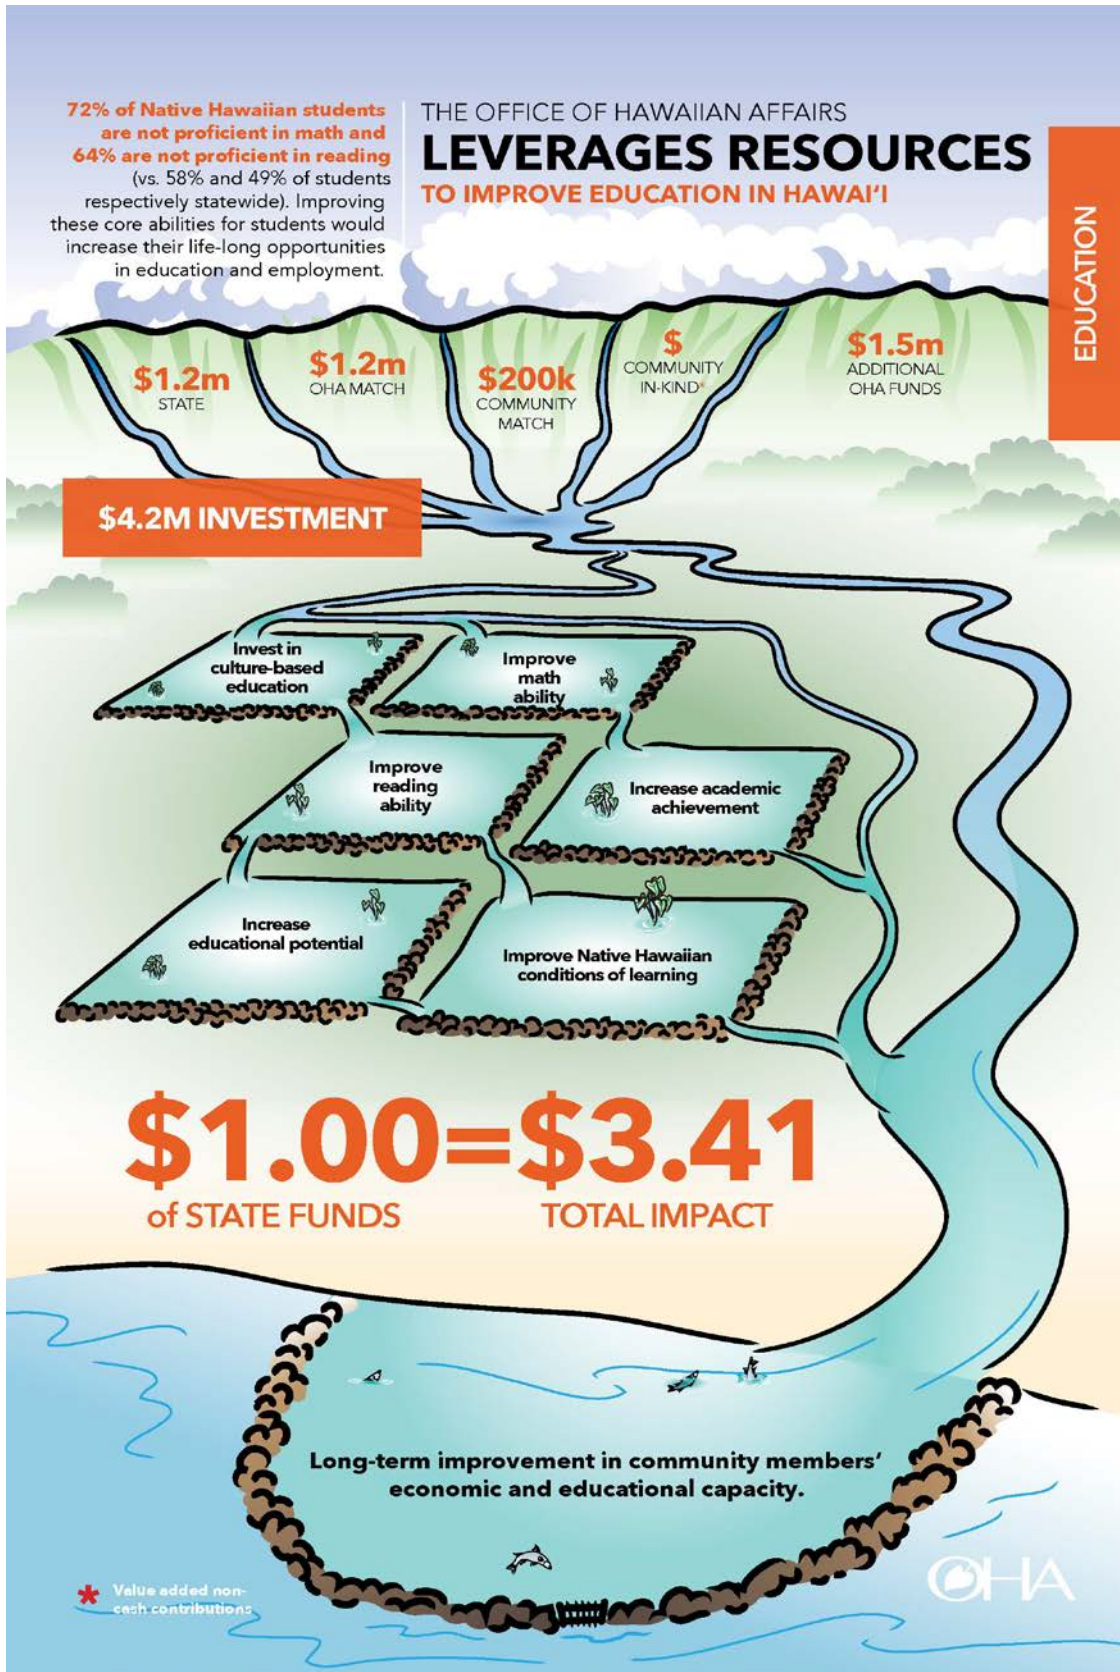 72% of Native Hawaiian students
are not proficient in math and
64% are not proficient in reading
(vs. 58% and 49% of students
respectively statewide). Improving
these core abilities for students would
increase their life-long opportunities
in education and employment.
THE OFFICE OF HAWAIIAN AFFAIRS
LEVERAGES RESOURCES
TO IMPROVE EDUCATION IN HAWAI‘I
EDUCATION
$1.2m
STATE
$1.2m
OHA MATCH
$200k
COMMUNITY
MATCH
$
COMMUNITY
IN-KIND*
$1.5m
ADDITIONAL
OHA FUNDS
$4.2M INVESTMENT
Invest in
culture-based
education
Improve
math
ability
Improve
reading
ability
Increase academic
achievement
Increase
educational potential
Improve Native Hawaiian
conditions of learning
$1.00=$3.41
of STATE FUNDS
TOTAL IMPACT
Long-term improvement in community members’
economic and educational capacity.
* Value added non-
cash contributions
OHA